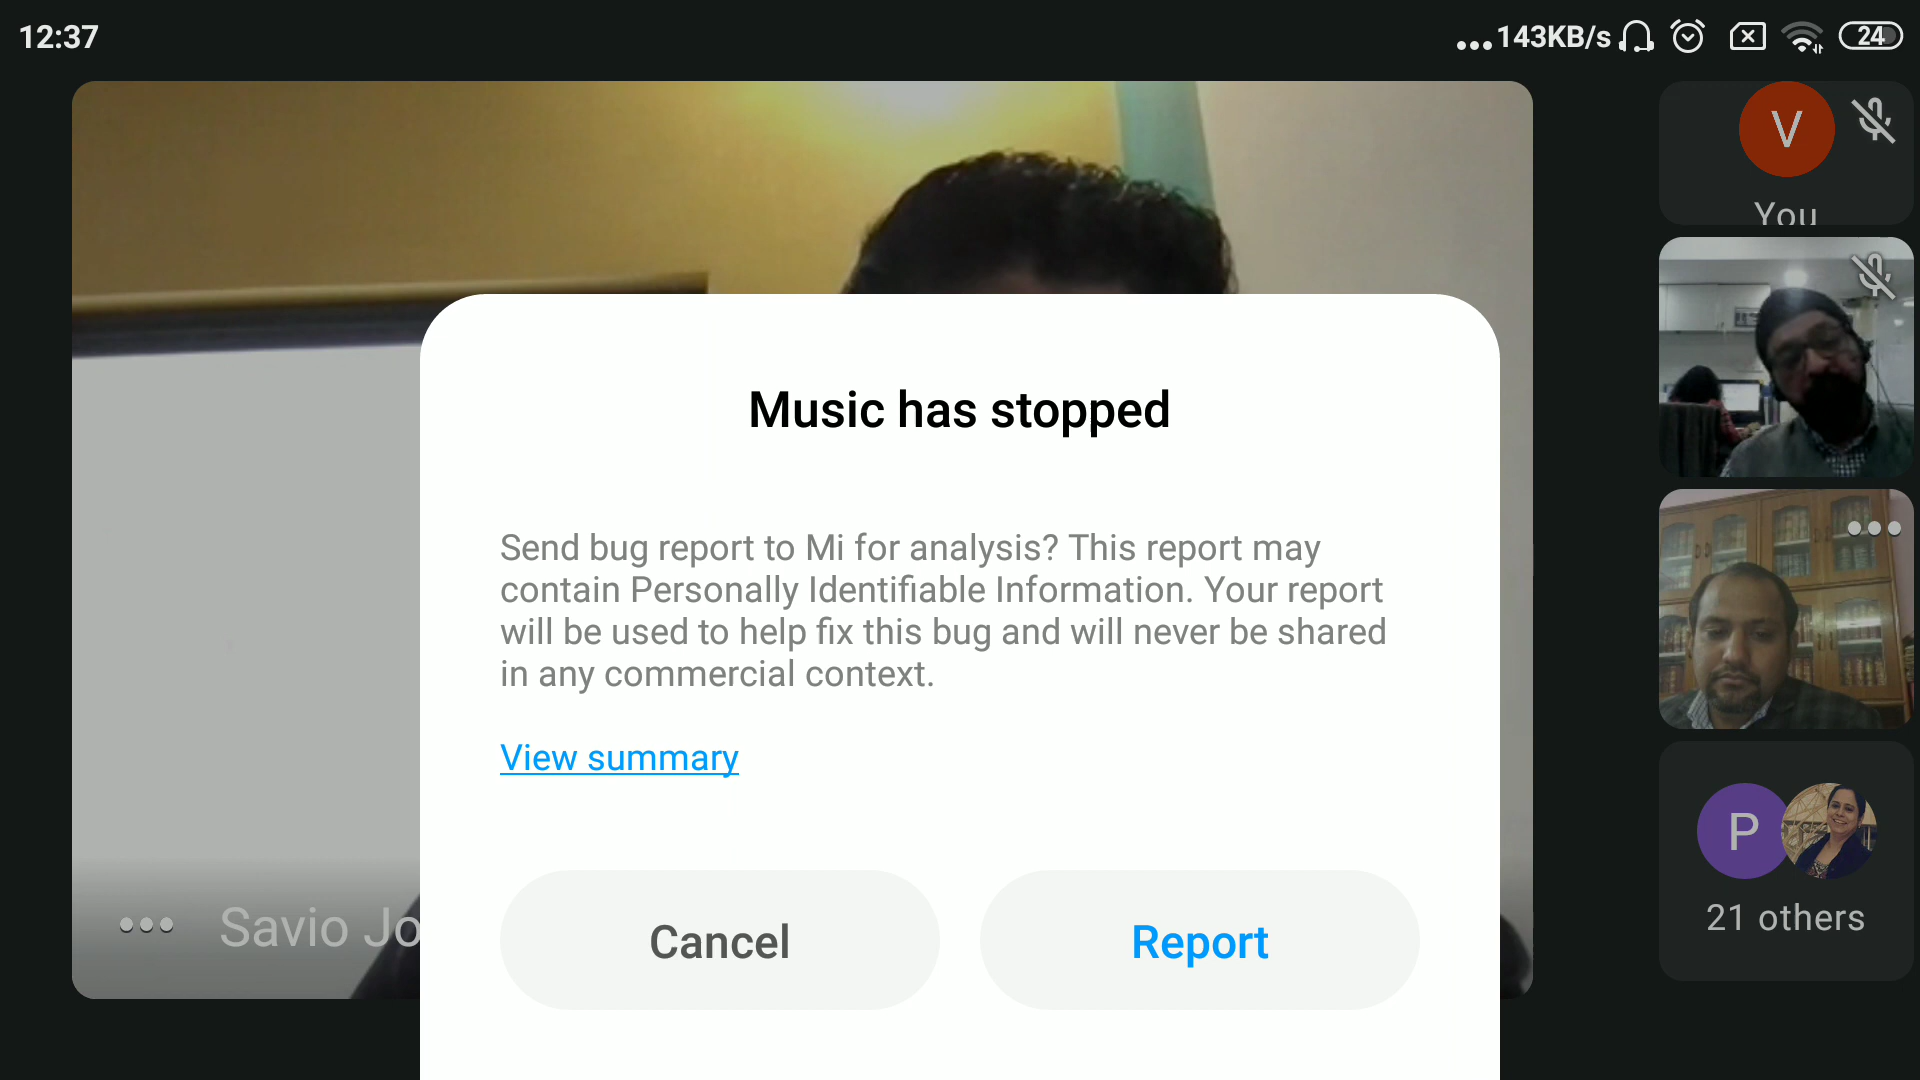 12:37
...143KB/s
24
V
You
Music has stopped
Send bug report to Mi for analysis? This report may
contain Personally Identifiable Information. Your report
will be used to help fix this bug and will never be shared
in any commercial context.
View summary
Savio Jo
Cancel
Report
P
21 others